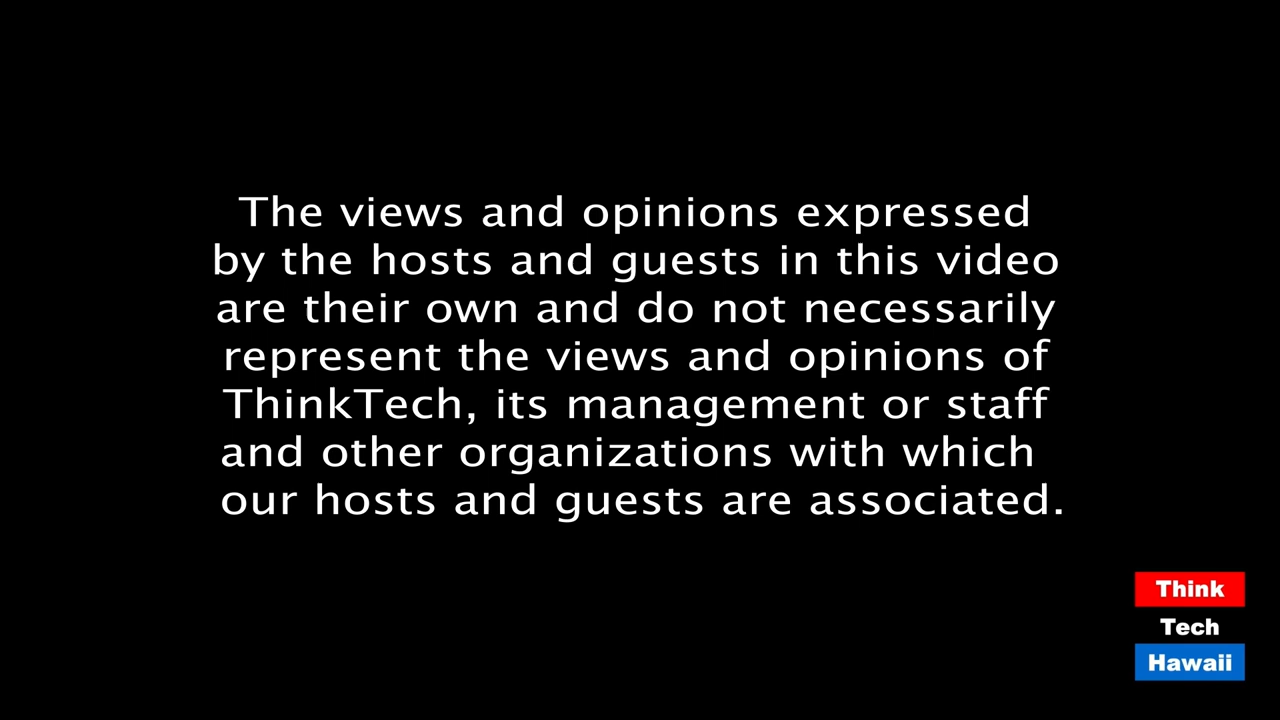 The views and opinions expressed
by the hosts and guests in this video
are their own and do not necessarily
represent the views and opinions of
ThinkTech, its management or staff
and other organizations with which
our hosts and guests are associated.
Think
Tech
Hawaii